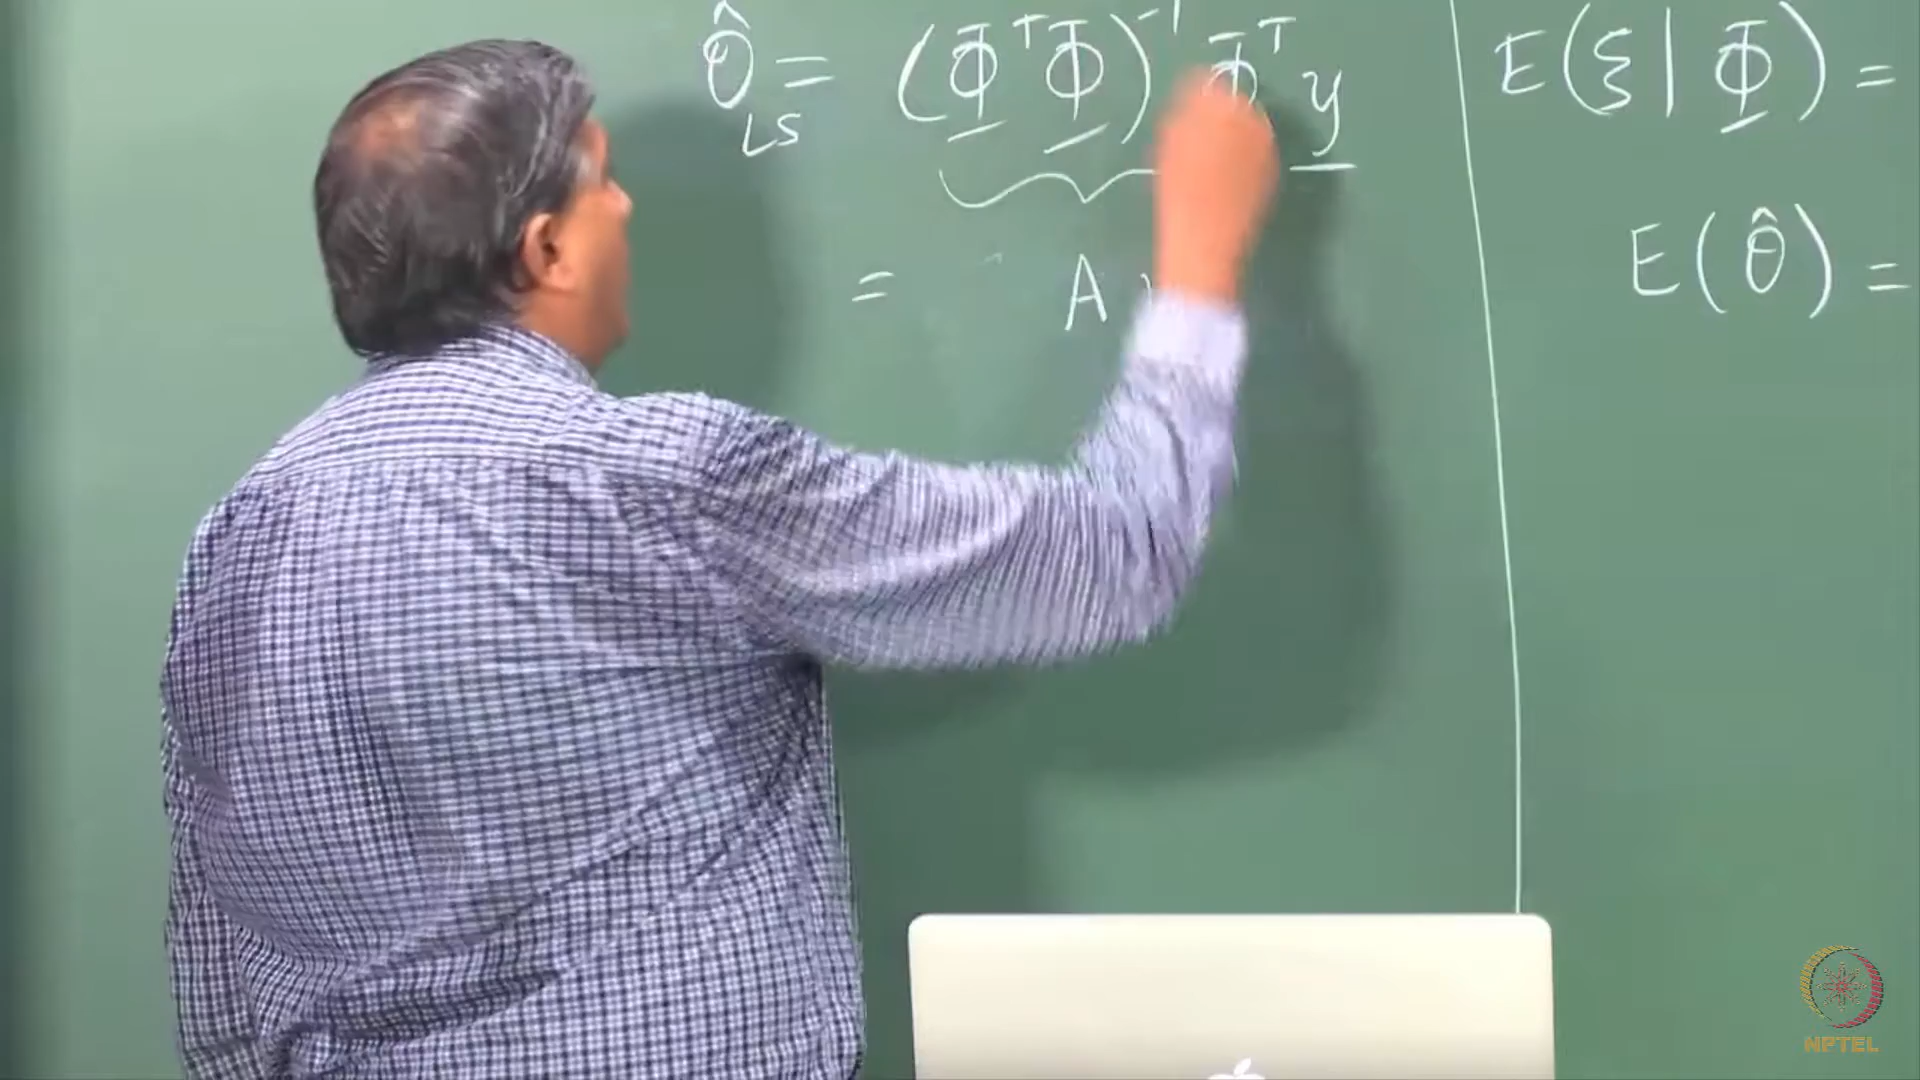 θ̂_LS = (Φ^T Φ)^-1 Φ^T y
= A
E(ξ | Φ) =
E(θ̂) =
NPTEL